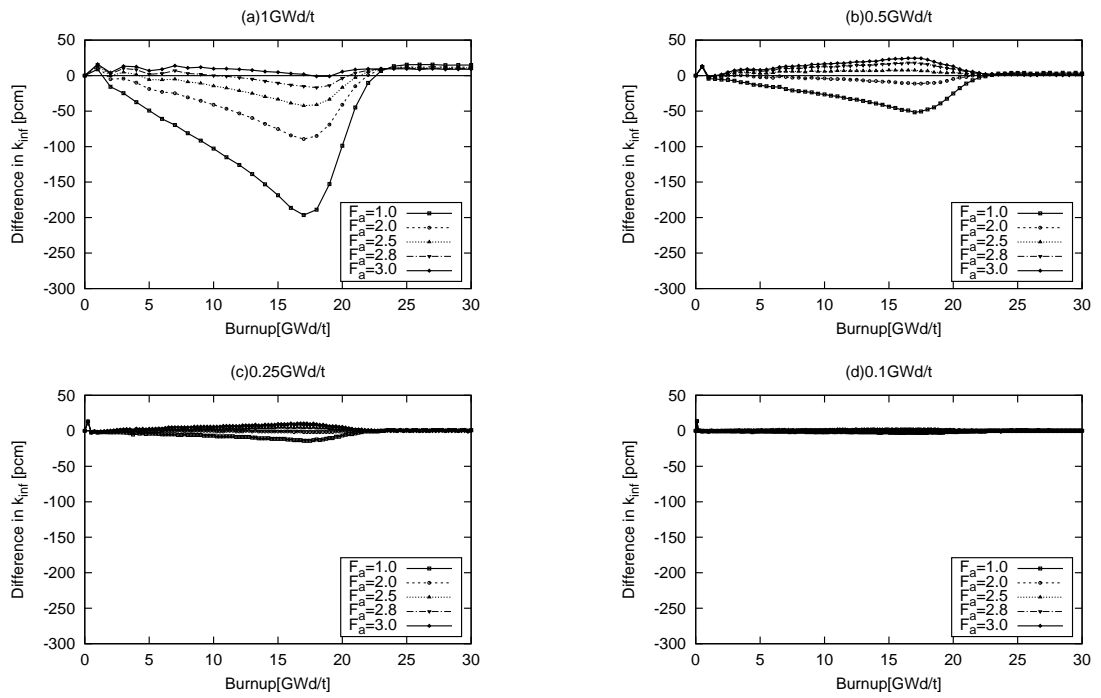 (a)1GWd/t
50
0
-50
-100
-150
-200
-250
-300
0 5 10 15 20 25 30
Difference in k_inf [pcm]
Burnup[GWd/t]
F_a=1.0
F_a=2.0
F_a=2.5
F_a=2.8
F_a=3.0
(b)0.5GWd/t
50
0
-50
-100
-150
-200
-250
-300
0 5 10 15 20 25 30
Difference in k_inf [pcm]
Burnup[GWd/t]
F_a=1.0
F_a=2.0
F_a=2.5
F_a=2.8
F_a=3.0
(c)0.25GWd/t
50
0
-50
-100
-150
-200
-250
-300
0 5 10 15 20 25 30
Difference in k_inf [pcm]
Burnup[GWd/t]
F_a=1.0
F_a=2.0
F_a=2.5
F_a=2.8
F_a=3.0
(d)0.1GWd/t
50
0
-50
-100
-150
-200
-250
-300
0 5 10 15 20 25 30
Difference in k_inf [pcm]
Burnup[GWd/t]
F_a=1.0
F_a=2.0
F_a=2.5
F_a=2.8
F_a=3.0